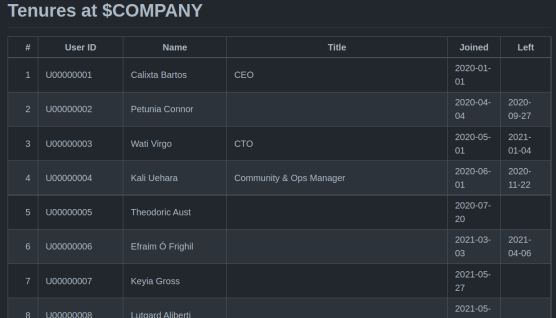 Tenures at $COMPANY
# User ID Name Title Joined Left
1 U00000001 Calixta Bartos CEO 2020-01-01
2 U00000002 Petunia Connor 2020-04-04 2020-09-27
3 U00000003 Wati Virgo CTO 2020-05-01 2021-01-04
4 U00000004 Kali Uehara Community & Ops Manager 2020-06-01 2020-11-22
5 U00000005 Theodoric Aust 2020-07-20
6 U00000006 Efraim Ó Frighil 2021-03-03 2021-04-06
7 U00000007 Keyia Gross 2021-05-27
8 U00000008 Lutgard Aliberti 2021-05-